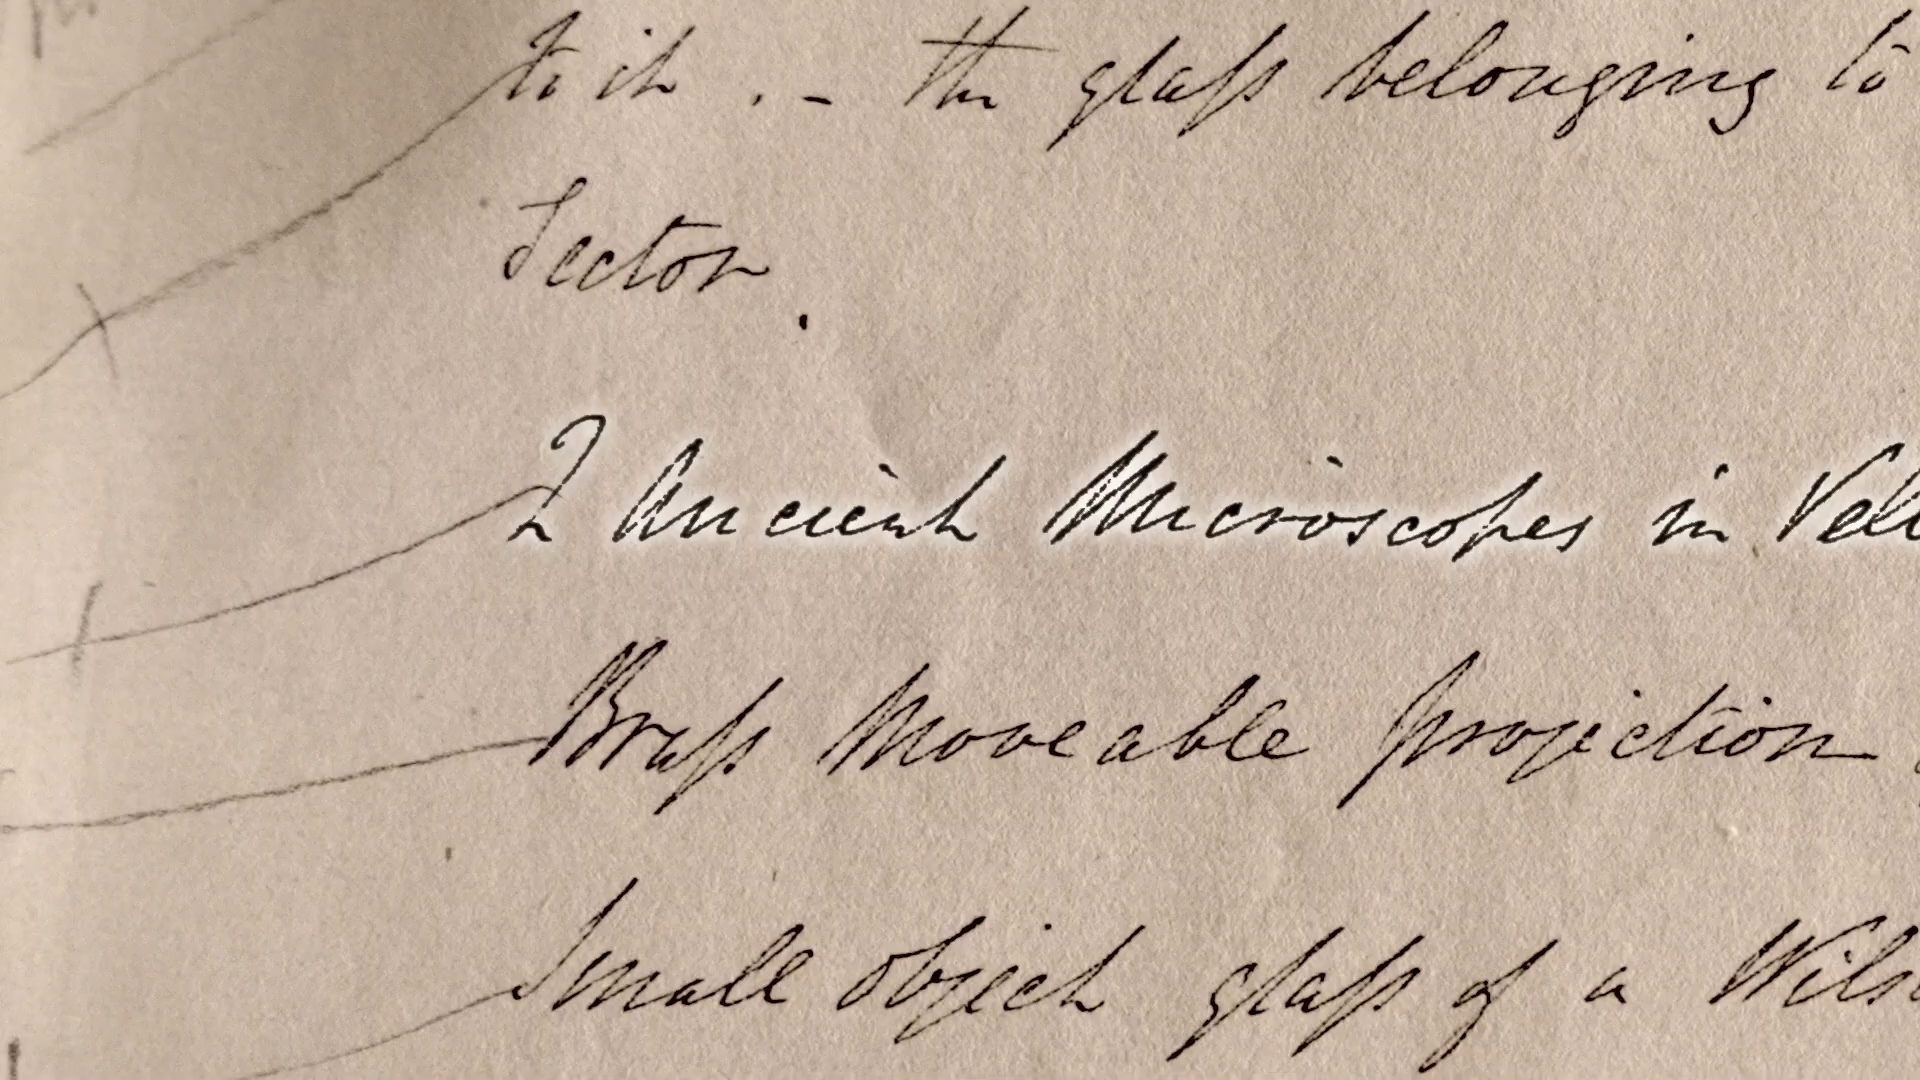 to it . - the glass belonging to
Sector .
2 Ancient Microscopes in
Brass Moveable projection
Small object glass of a